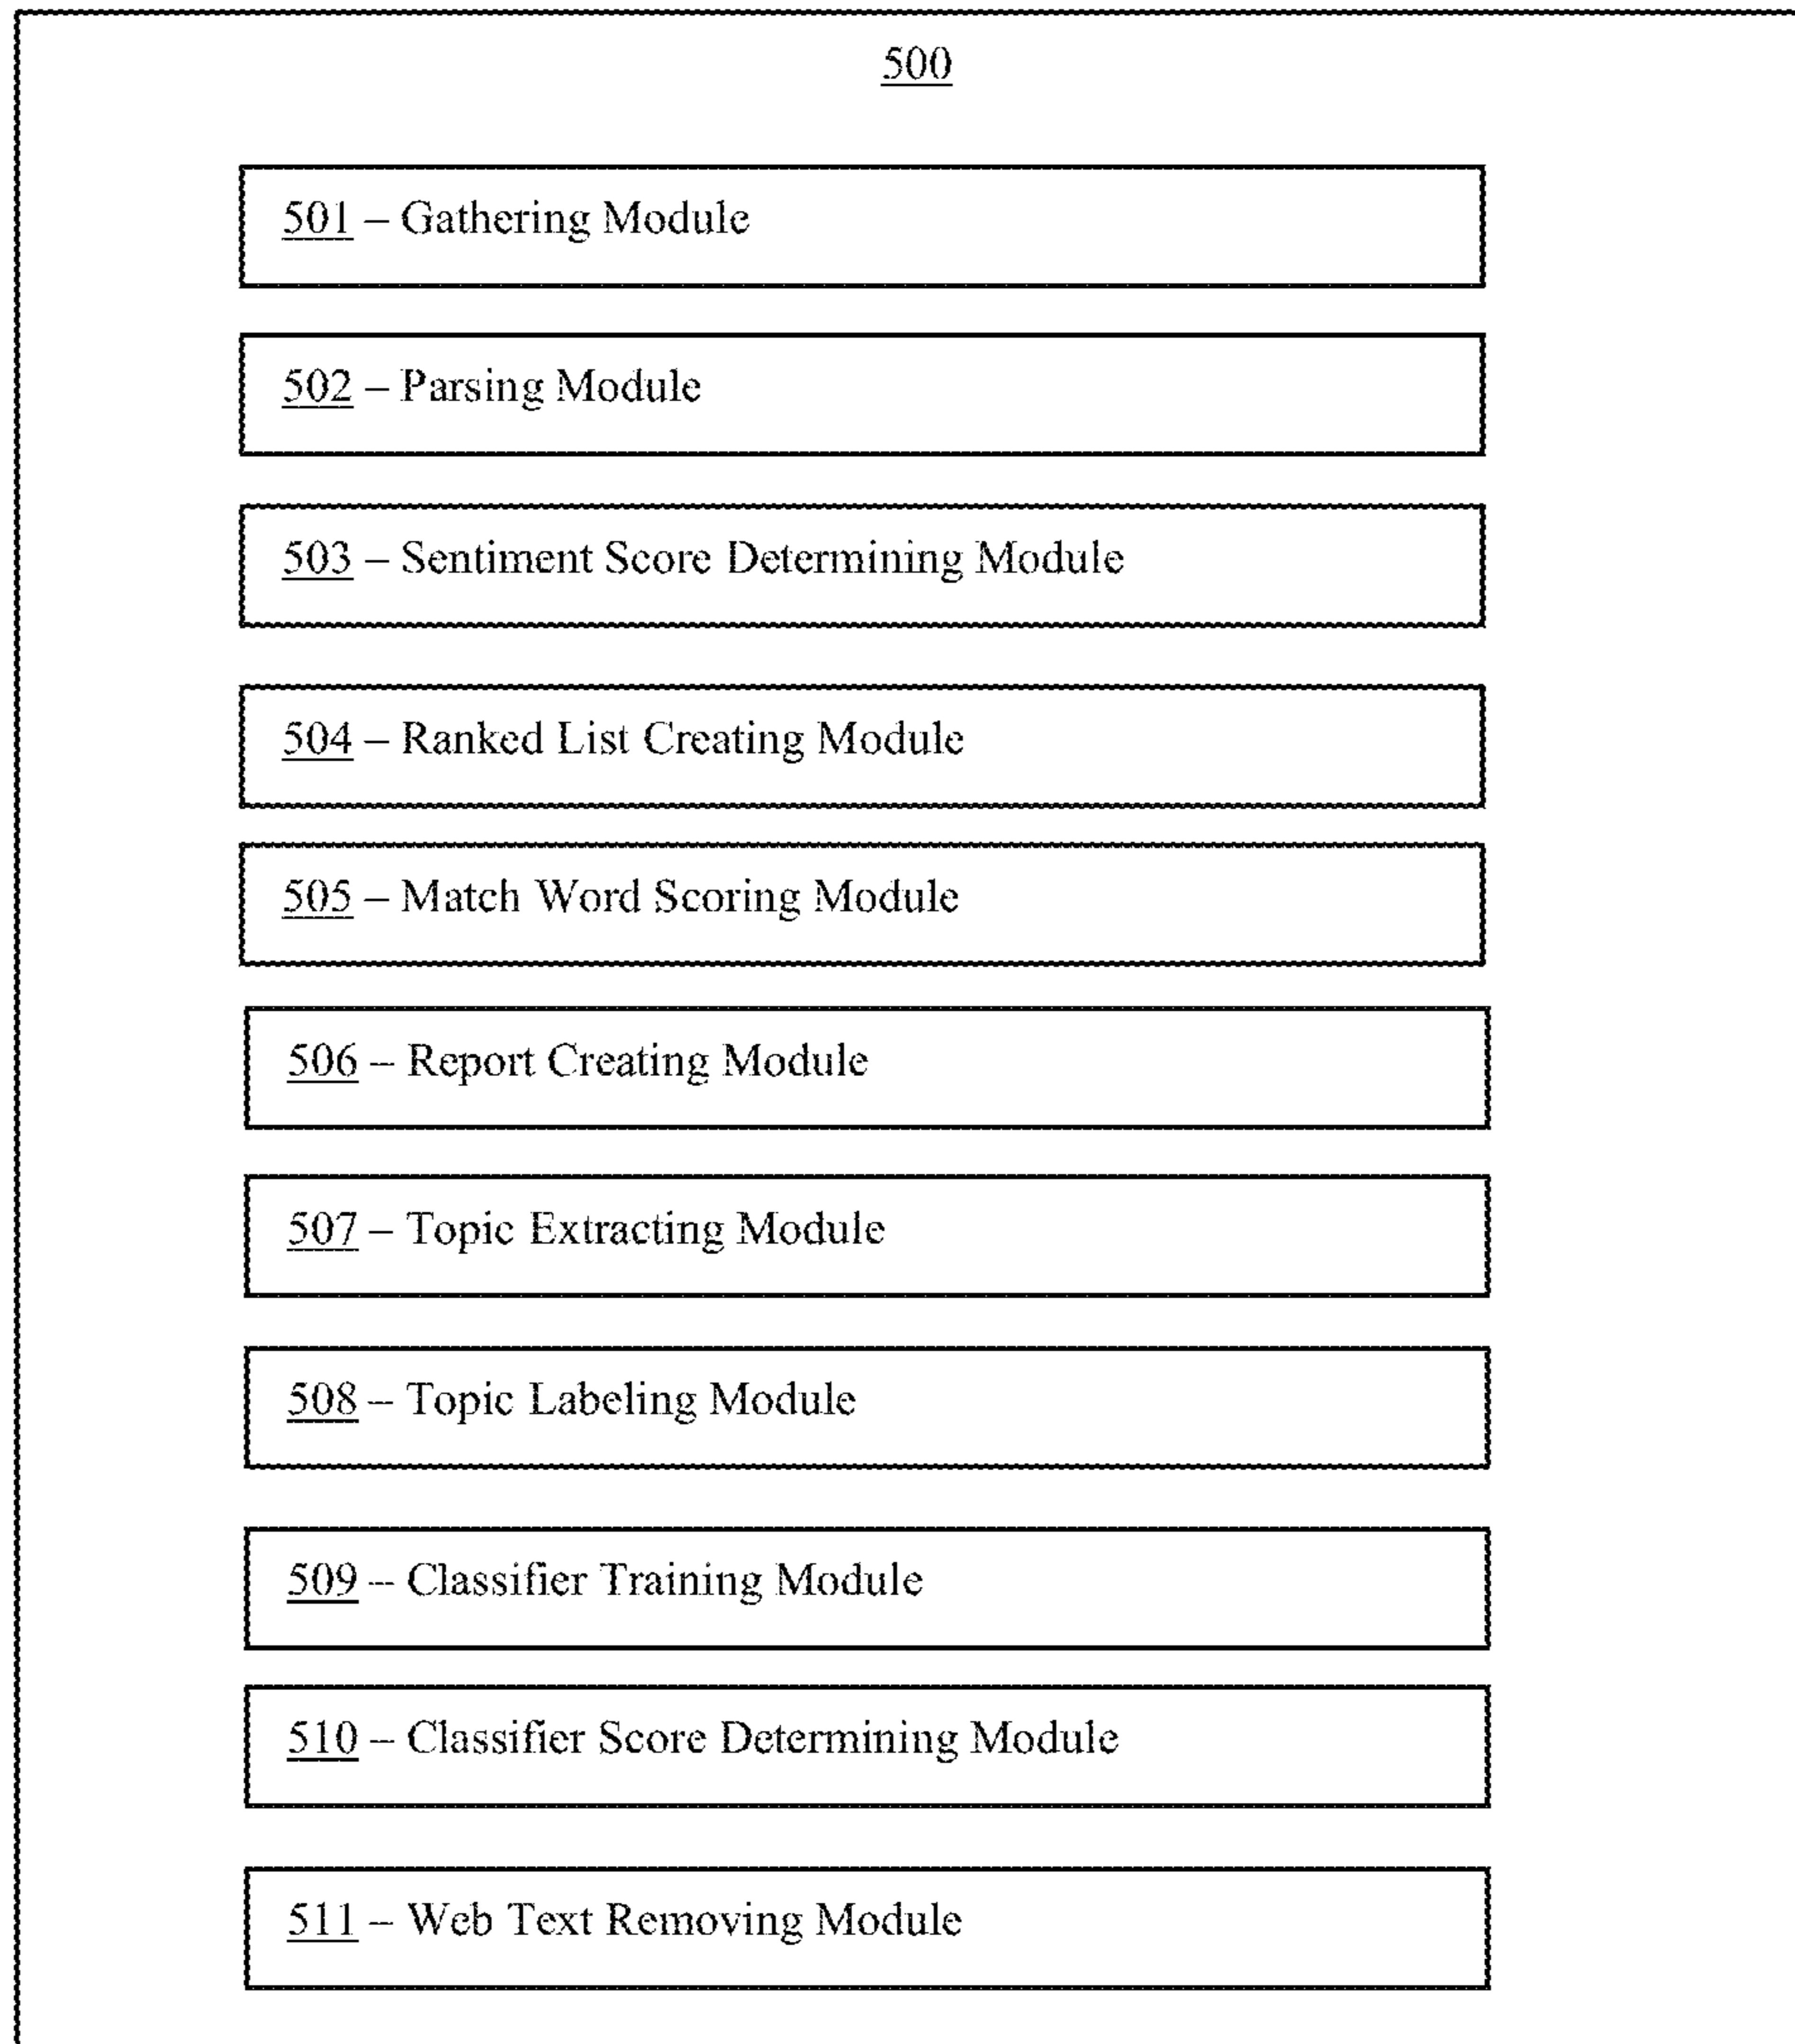 500
501 – Gathering Module
502 – Parsing Module
503 – Sentiment Score Determining Module
504 – Ranked List Creating Module
505 – Match Word Scoring Module
506 – Report Creating Module
507 – Topic Extracting Module
508 – Topic Labeling Module
509 – Classifier Training Module
510 – Classifier Score Determining Module
511 – Web Text Removing Module